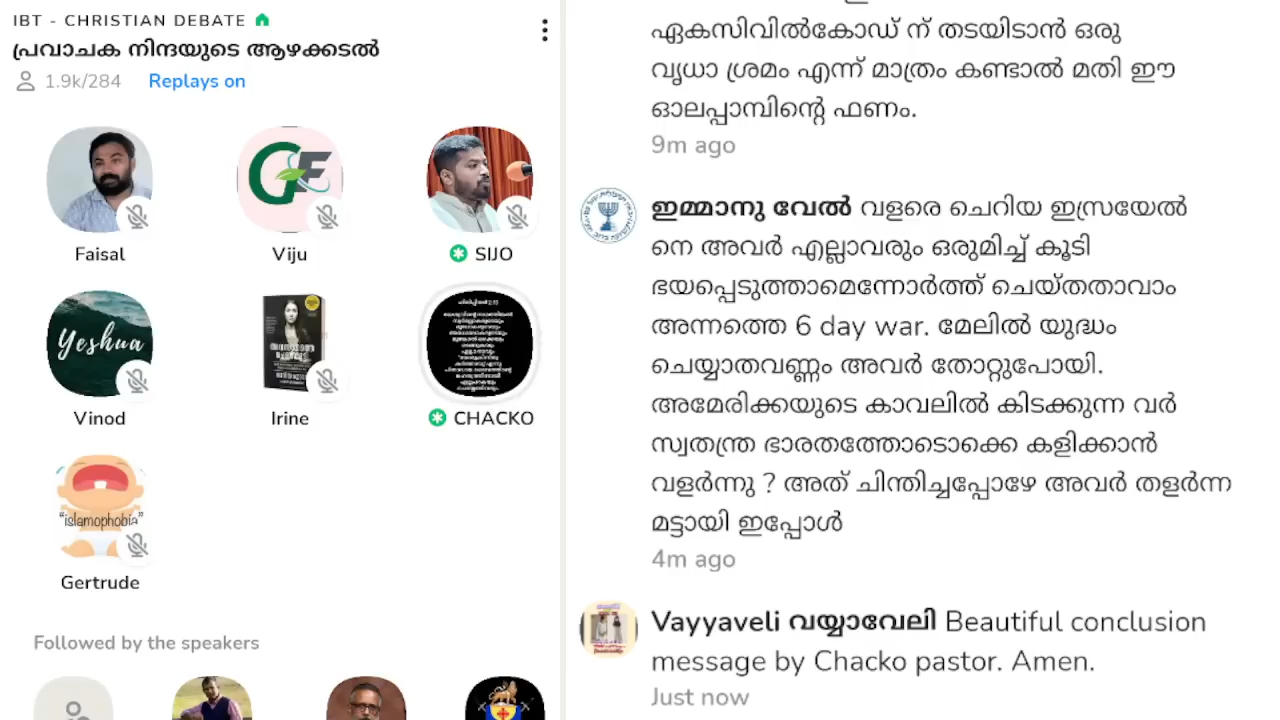 IBT - CHRISTIAN DEBATE
പ്രവാചക നിന്ദയുടെ ആഴക്കടൽ
1.9k/284 Replays on
GF
Faisal
Viju
SIJO
Yeshua
Vinod
Irine
CHACKO
"islamophobia"
Gertrude
Followed by the speakers
ഏകസിവിൽകോഡ് ന് തടയിടാൻ ഒരു
വൃഥാ ശ്രമം എന്ന് മാത്രം കണ്ടാൽ മതി ഈ
ഓലപ്പാമ്പിന്റെ ഫണം.
9m ago
ഇമ്മാനു വേൽ വളരെ ചെറിയ ഇസ്രയേൽ
നെ അവർ എല്ലാവരും ഒരുമിച്ച് കൂടി
ഭയപ്പെടുത്താമെന്നോർത്ത് ചെയ്തതാവാം
അന്നത്തെ 6 day war. മേലിൽ യുദ്ധം
ചെയ്യാതവണ്ണം അവർ തോറ്റുപോയി.
അമേരിക്കയുടെ കാവലിൽ കിടക്കുന്ന വർ
സ്വതന്ത്ര ഭാരതത്തോടൊക്കെ കളിക്കാൻ
വളർന്നു ? അത് ചിന്തിച്ചപ്പോഴേ അവർ തളർന്ന
മട്ടായി ഇപ്പോൾ
4m ago
Vayyaveli വയ്യാവേലി Beautiful conclusion
message by Chacko pastor. Amen.
Just now